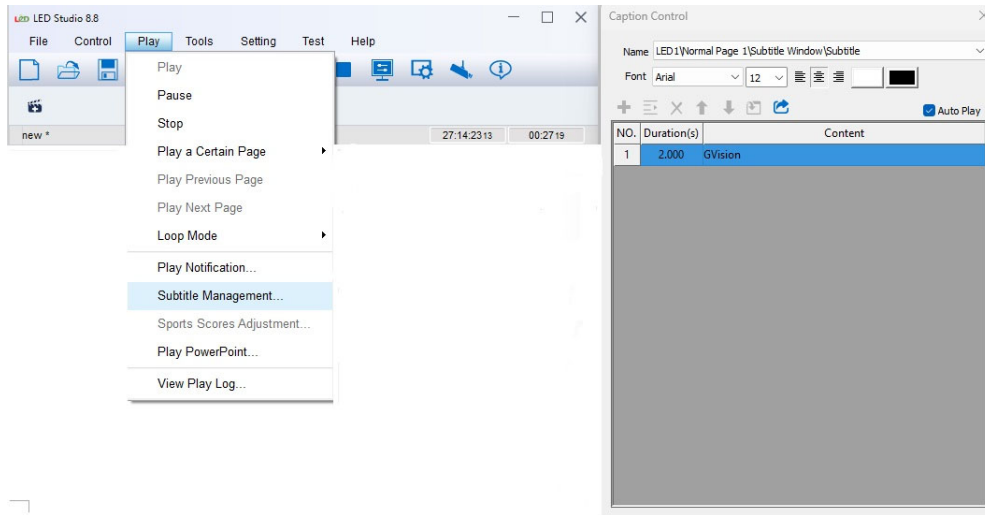 LED LED Studio 8.8
File Control Play Tools Setting Test Help
new *
27:14:23 13 00:27 19
Play
Pause
Stop
Play a Certain Page
Play Previous Page
Play Next Page
Loop Mode
Play Notification...
Subtitle Management...
Sports Scores Adjustment...
Play PowerPoint...
View Play Log...
Caption Control
Name LED1\Normal Page 1\Subtitle Window\Subtitle
Font Arial 12
Auto Play
NO. Duration(s) Content
1 2.000 GVision